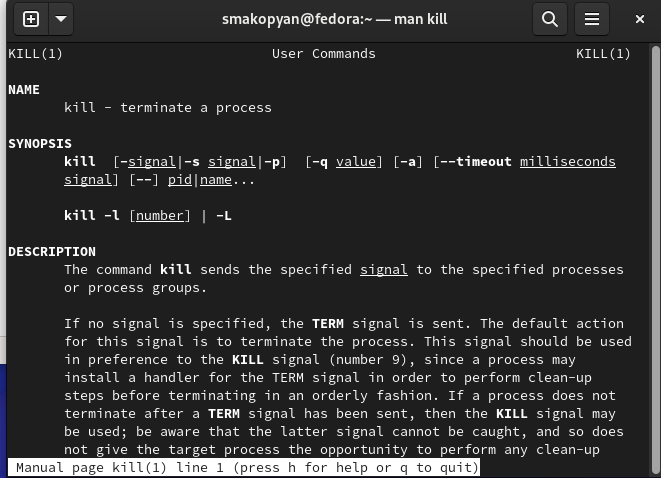 smakopyan@fedora:~ — man kill
KILL(1) User Commands KILL(1)
NAME
kill - terminate a process
SYNOPSIS
kill [-signal|-s signal|-p] [-q value] [-a] [--timeout milliseconds
signal] [--] pid|name...
kill -l [number] | -L
DESCRIPTION
The command kill sends the specified signal to the specified processes
or process groups.
If no signal is specified, the TERM signal is sent. The default action
for this signal is to terminate the process. This signal should be used
in preference to the KILL signal (number 9), since a process may
install a handler for the TERM signal in order to perform clean-up
steps before terminating in an orderly fashion. If a process does not
terminate after a TERM signal has been sent, then the KILL signal may
be used; be aware that the latter signal cannot be caught, and so does
not give the target process the opportunity to perform any clean-up
Manual page kill(1) line 1 (press h for help or q to quit)